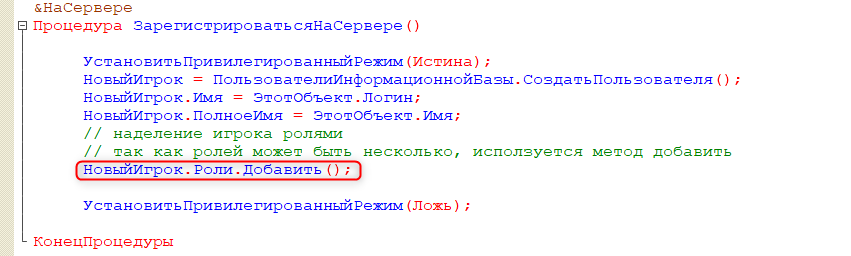 &НаСервере
Процедура ЗарегистрироватьсяНаСервере()
УстановитьПривилегированныйРежим(Истина);
НовыйИгрок = ПользователиИнформационнойБазы.СоздатьПользователя();
НовыйИгрок.Имя = ЭтотОбъект.Логин;
НовыйИгрок.ПолноеИмя = ЭтотОбъект.Имя;
// наделение игрока ролями
// так как ролей может быть несколько, исползуется метод добавить
НовыйИгрок.Роли.Добавить();
УстановитьПривилегированныйРежим(Ложь);
КонецПроцедуры